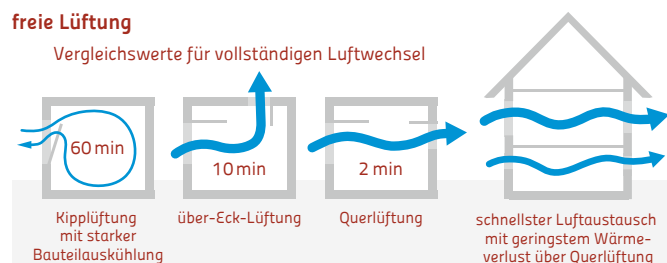 freie Lüftung
Vergleichswerte für vollständigen Luftwechsel
60 min
10 min
2 min
Kipplüftung
mit starker
Bauteilauskühlung
über-Eck-Lüftung
Querlüftung
schnellster Luftaustausch
mit geringstem Wärme-
verlust über Querlüftung